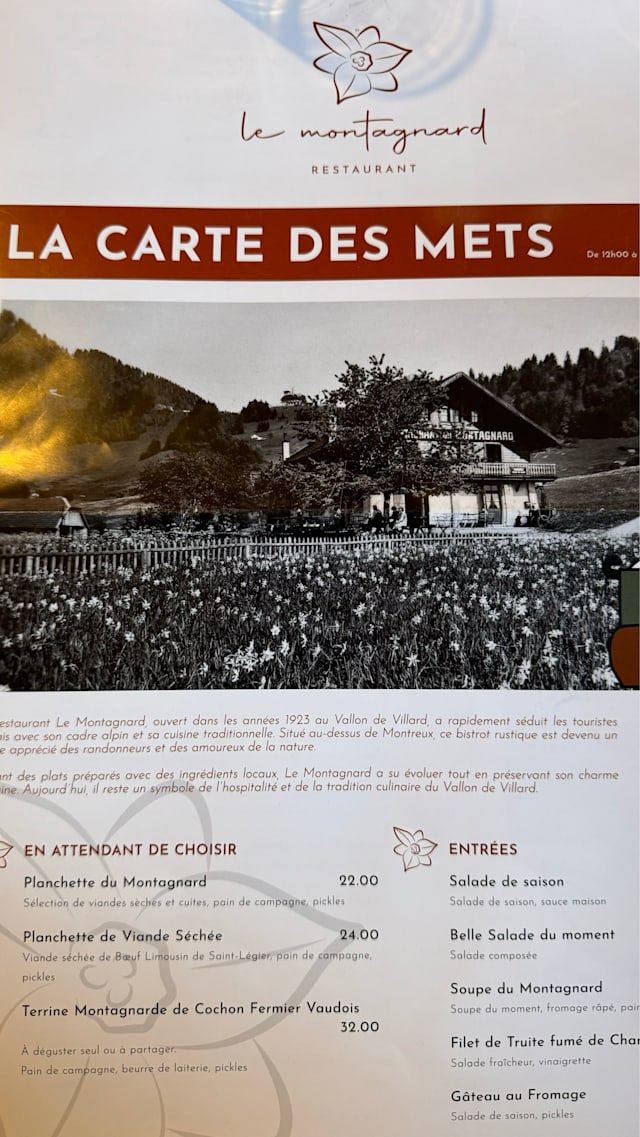 le montagnard
RESTAURANT
LA CARTE DES METS
De 12h00 à
MONTAGNARD
estaurant Le Montagnard, ouvert dans les années 1923 au Vallon de Villard, a rapidement séduit les touristes
is avec son cadre alpin et sa cuisine traditionnelle. Situé au-dessus de Montreux, ce bistrot rustique est devenu un
e apprécié des randonneurs et des amoureux de la nature.
nt des plats préparés avec des ingrédients locaux, Le Montagnard a su évoluer tout en préservant son charme
ine. Aujourd'hui, il reste un symbole de l'hospitalité et de la tradition culinaire du Vallon de Villard.
EN ATTENDANT DE CHOISIR
Planchette du Montagnard 22.00
Sélection de viandes sèches et cuites, pain de campagne, pickles
Planchette de Viande Séchée 24.00
Viande séchée de Bœuf Limousin de Saint-Légier, pain de campagne,
pickles
Terrine Montagnarde de Cochon Fermier Vaudois
32.00
À déguster seul ou à partager.
Pain de campagne, beurre de laiterie, pickles
ENTRÉES
Salade de saison
Salade de saison, sauce maison
Belle Salade du moment
Salade composée
Soupe du Montagnard
Soupe du moment, fromage râpé, pain
Filet de Truite fumé de Char
Salade fraîcheur, vinaigrette
Gâteau au Fromage
Salade de saison, pickles